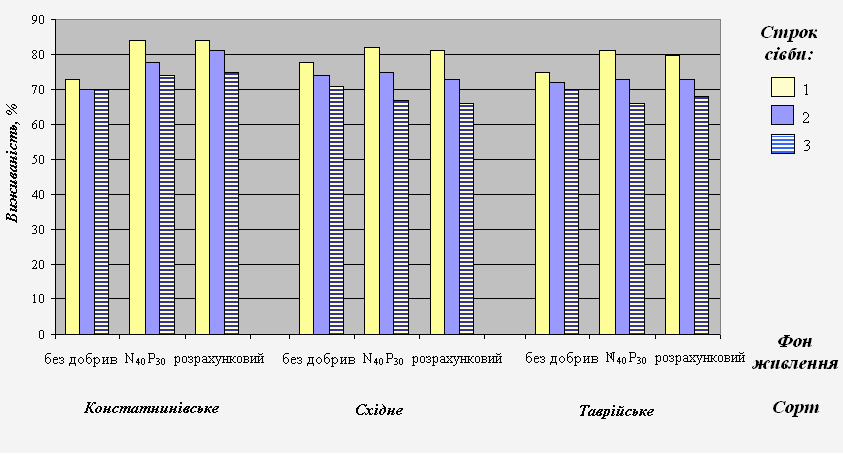 90
80
70
60
50
40
30
20
10
0
Виживаність, %
Строк
сівби:
1
2
3
без добрив N₄₀P₃₀ розрахунковий без добрив N₄₀P₃₀ розрахунковий без добрив N₄₀P₃₀ розрахунковий
Фон
живлення
Констатнинівське Східне Таврійське
Сорт